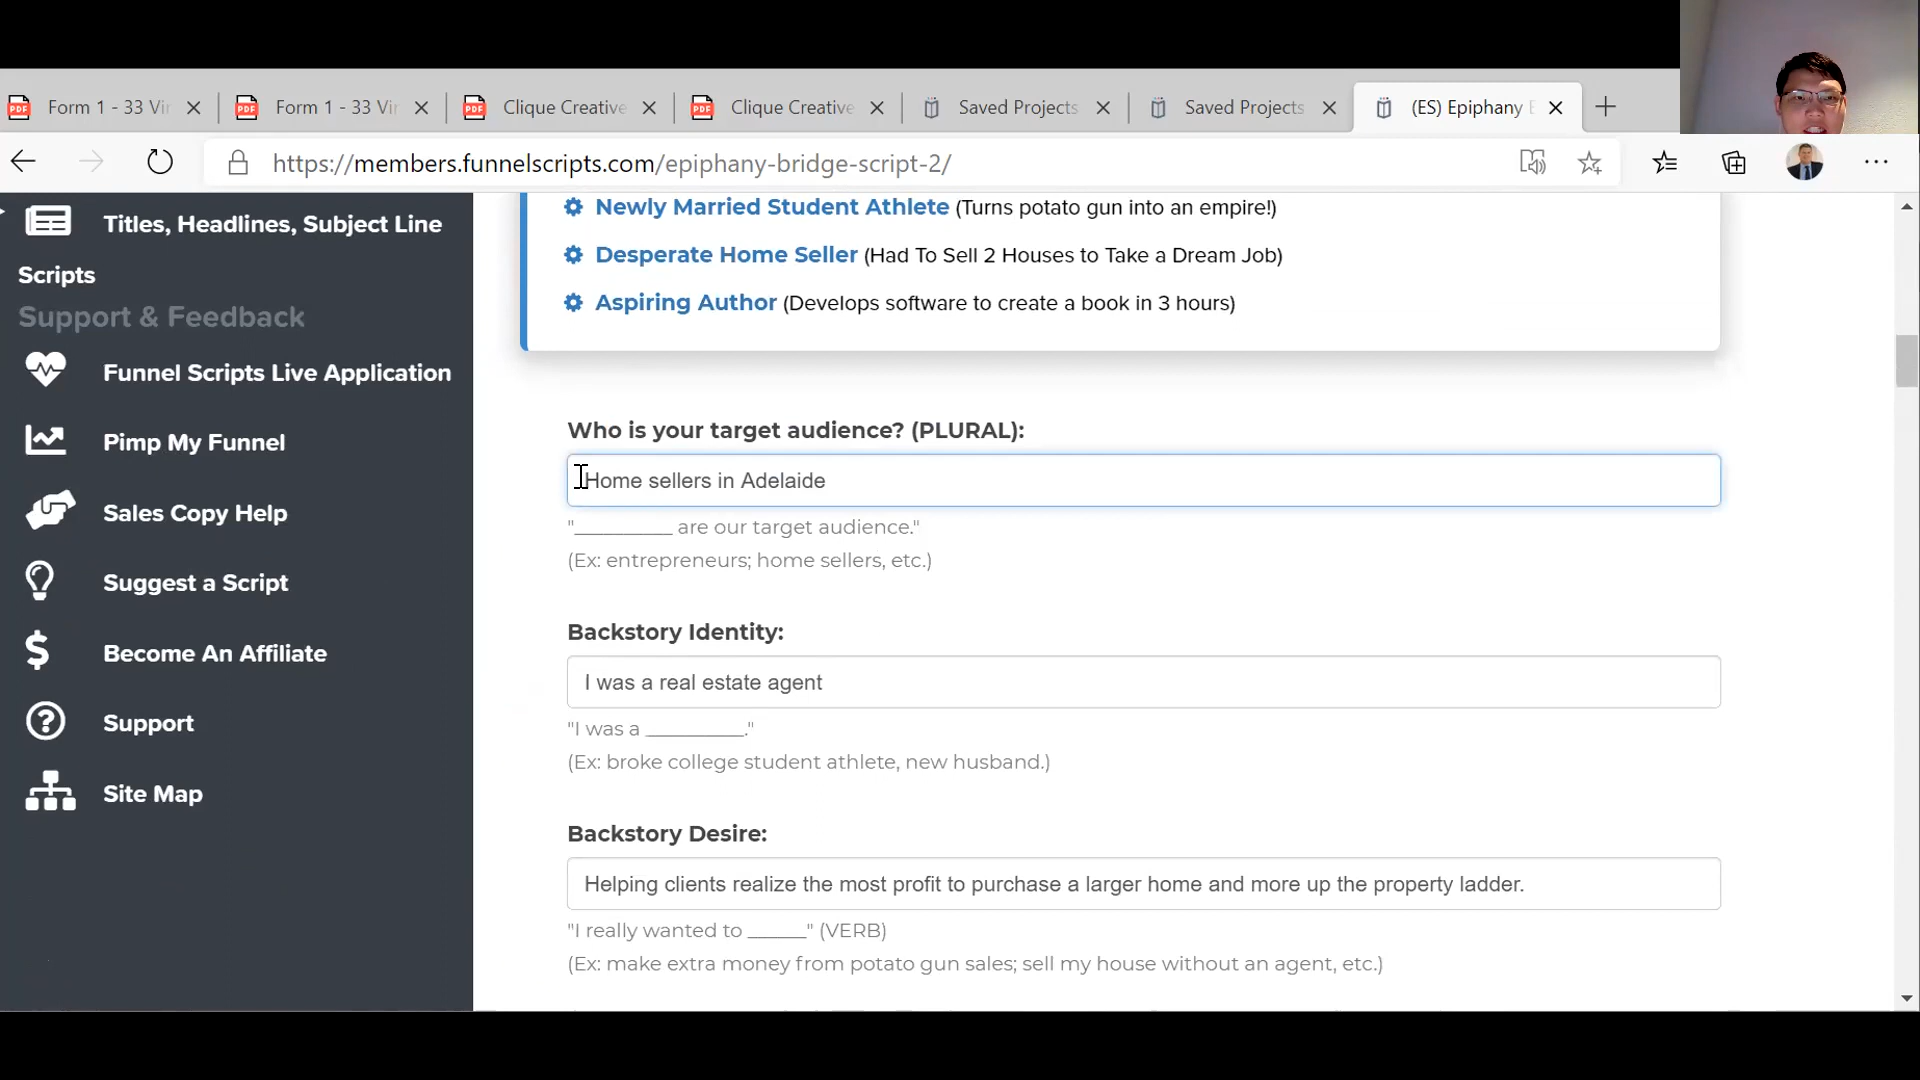 Form 1 - 33 Vir
Form 1 - 33 Vir
Clique Creative
Clique Creative
Saved Projects
Saved Projects
(ES) Epiphany
https://members.funnelscripts.com/epiphany-bridge-script-2/
Titles, Headlines, Subject Line
Scripts
Support & Feedback
Funnel Scripts Live Application
Pimp My Funnel
Sales Copy Help
Suggest a Script
Become An Affiliate
Support
Site Map
Newly Married Student Athlete (Turns potato gun into an empire!)
Desperate Home Seller (Had To Sell 2 Houses to Take a Dream Job)
Aspiring Author (Develops software to create a book in 3 hours)
Who is your target audience? (PLURAL):
Home sellers in Adelaide
"__________ are our target audience."
(Ex: entrepreneurs; home sellers, etc.)
Backstory Identity:
I was a real estate agent
"I was a __________."
(Ex: broke college student athlete, new husband.)
Backstory Desire:
Helping clients realize the most profit to purchase a larger home and more up the property ladder.
"I really wanted to ______" (VERB)
(Ex: make extra money from potato gun sales; sell my house without an agent, etc.)